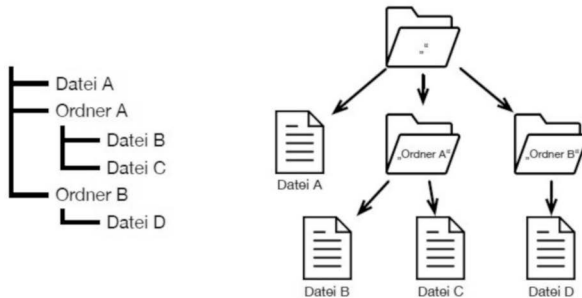 Datei A
Ordner A
Datei B
Datei C
Ordner B
Datei D
„“
Datei A
„Ordner A“
„Ordner B“
Datei B
Datei C
Datei D